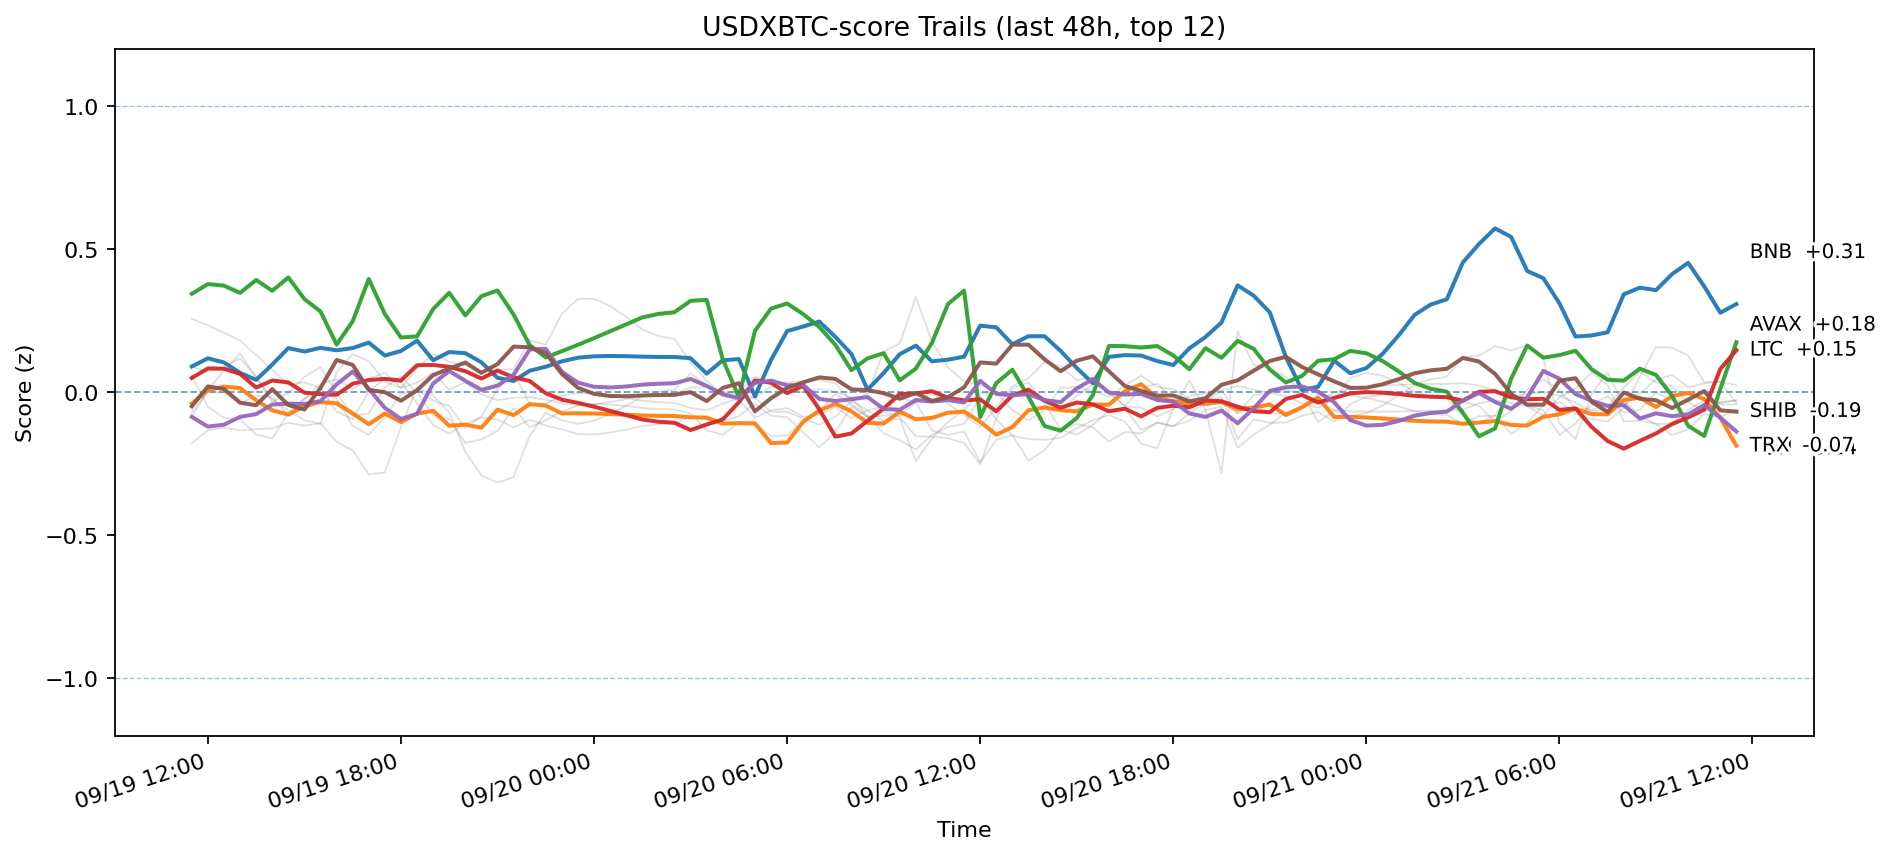 USDXBTC-score Trails (last 48h, top 12)
Score (z)
1.0
0.5
0.0
−0.5
−1.0
BNB +0.31
AVAX +0.18
LTC +0.15
SHIB -0.19
TRX -0.07
09/19 12:00
09/19 18:00
09/20 00:00
09/20 06:00
09/20 12:00
09/20 18:00
09/21 00:00
09/21 06:00
09/21 12:00
Time